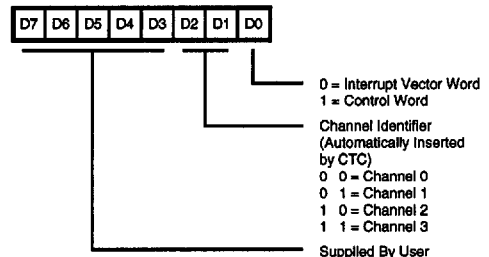 D7 D6 D5 D4 D3 D2 D1 D0
0 = Interrupt Vector Word
1 = Control Word
Channel Identifier
(Automatically Inserted
by CTC)
0 0 = Channel 0
0 1 = Channel 1
1 0 = Channel 2
1 1 = Channel 3
Supplied By User